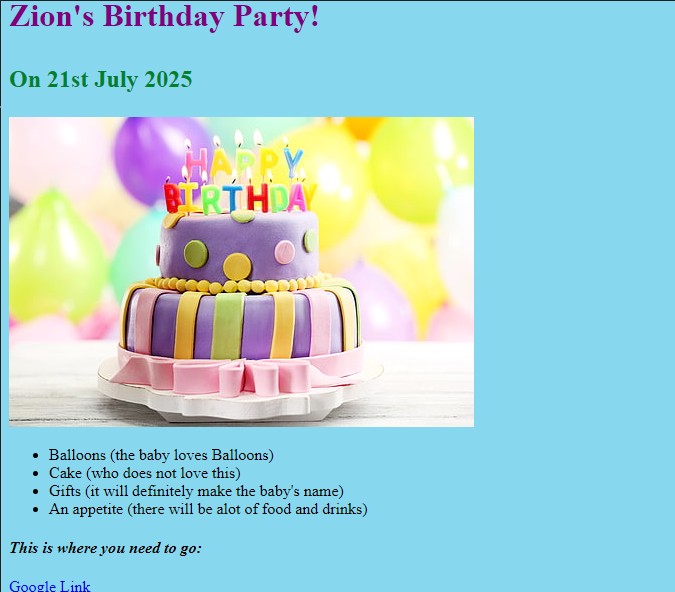 Zion's Birthday Party!
On 21st July 2025
HAPPY
BIRTHDAY
Balloons (the baby loves Balloons)
Cake (who does not love this)
Gifts (it will definitely make the baby's name)
An appetite (there will be alot of food and drinks)
This is where you need to go:
Google Link